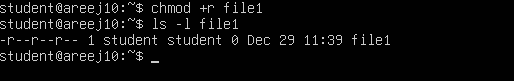 student@areej10:~$ chmod +r file1
student@areej10:~$ ls -l file1
-r--r--r-- 1 student student 0 Dec 29 11:39 file1
student@areej10:~$ _